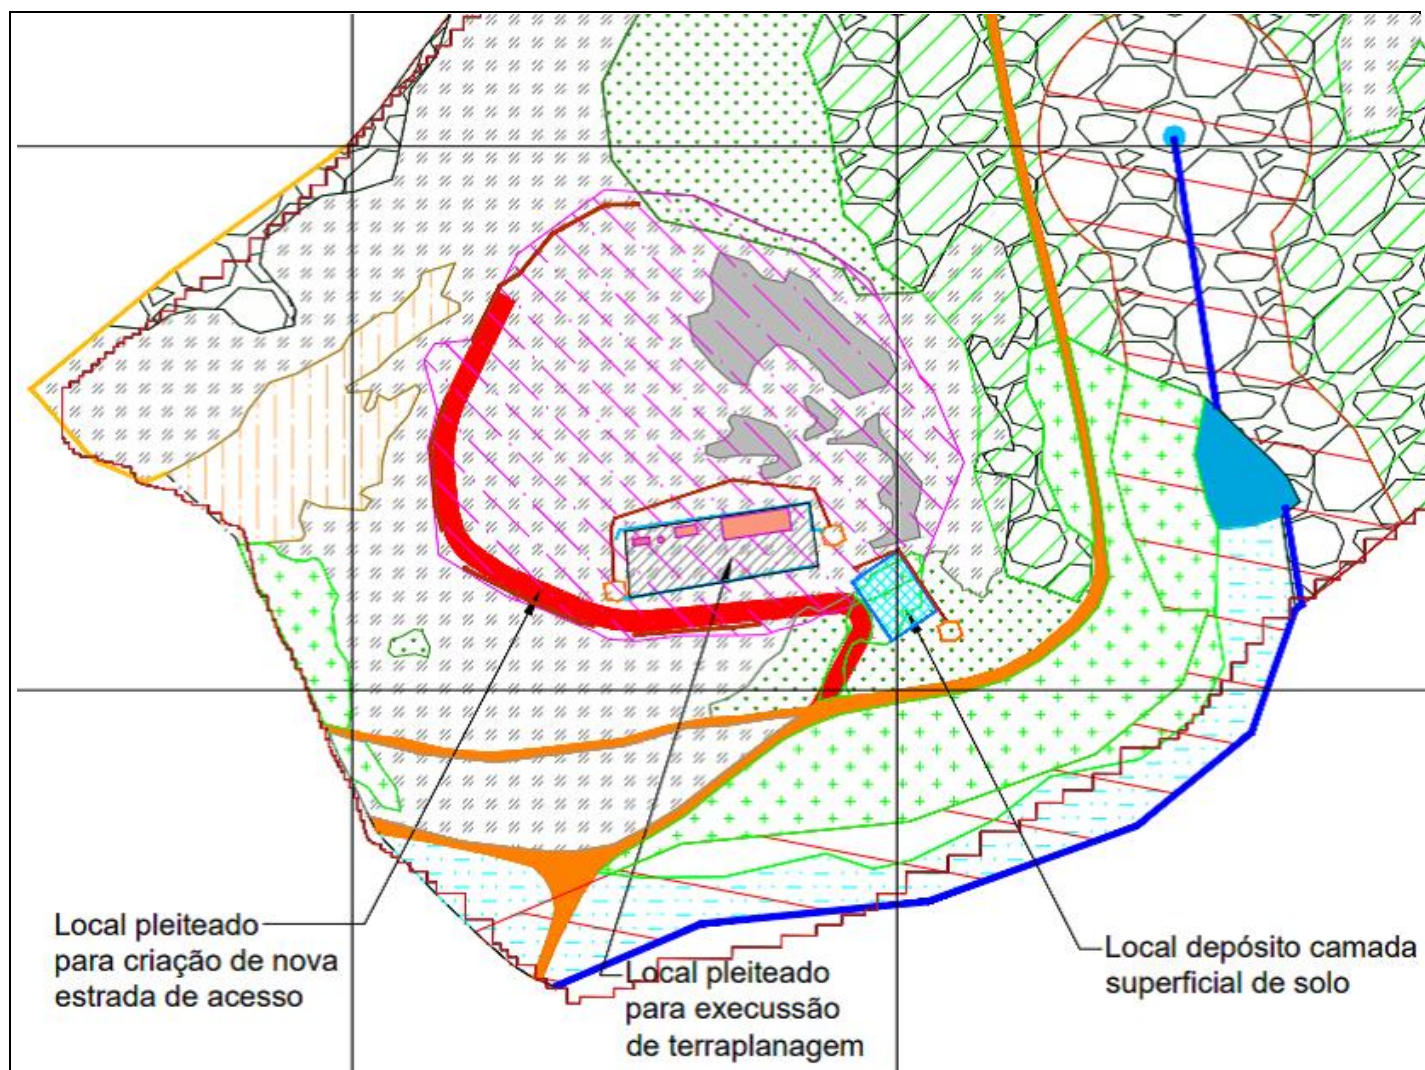 Local pleiteado
para criação de nova
estrada de acesso
Local pleiteado
para execussão
de terraplanagem
Local depósito camada
superficial de solo